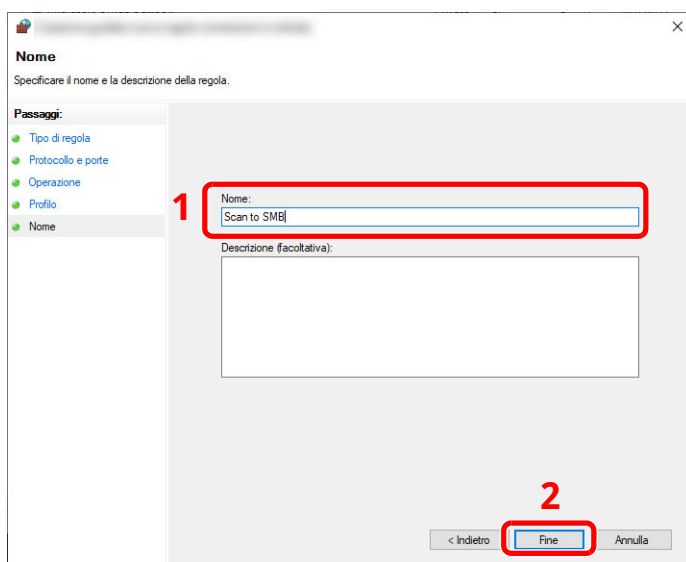 Nome
Specificare il nome e la descrizione della regola.
Passaggi:
Tipo di regola
Protocollo e porte
Operazione
Profilo
Nome
1
Nome:
Scan to SMB
Descrizione (facoltativa):
2
< Indietro
Fine
Annulla